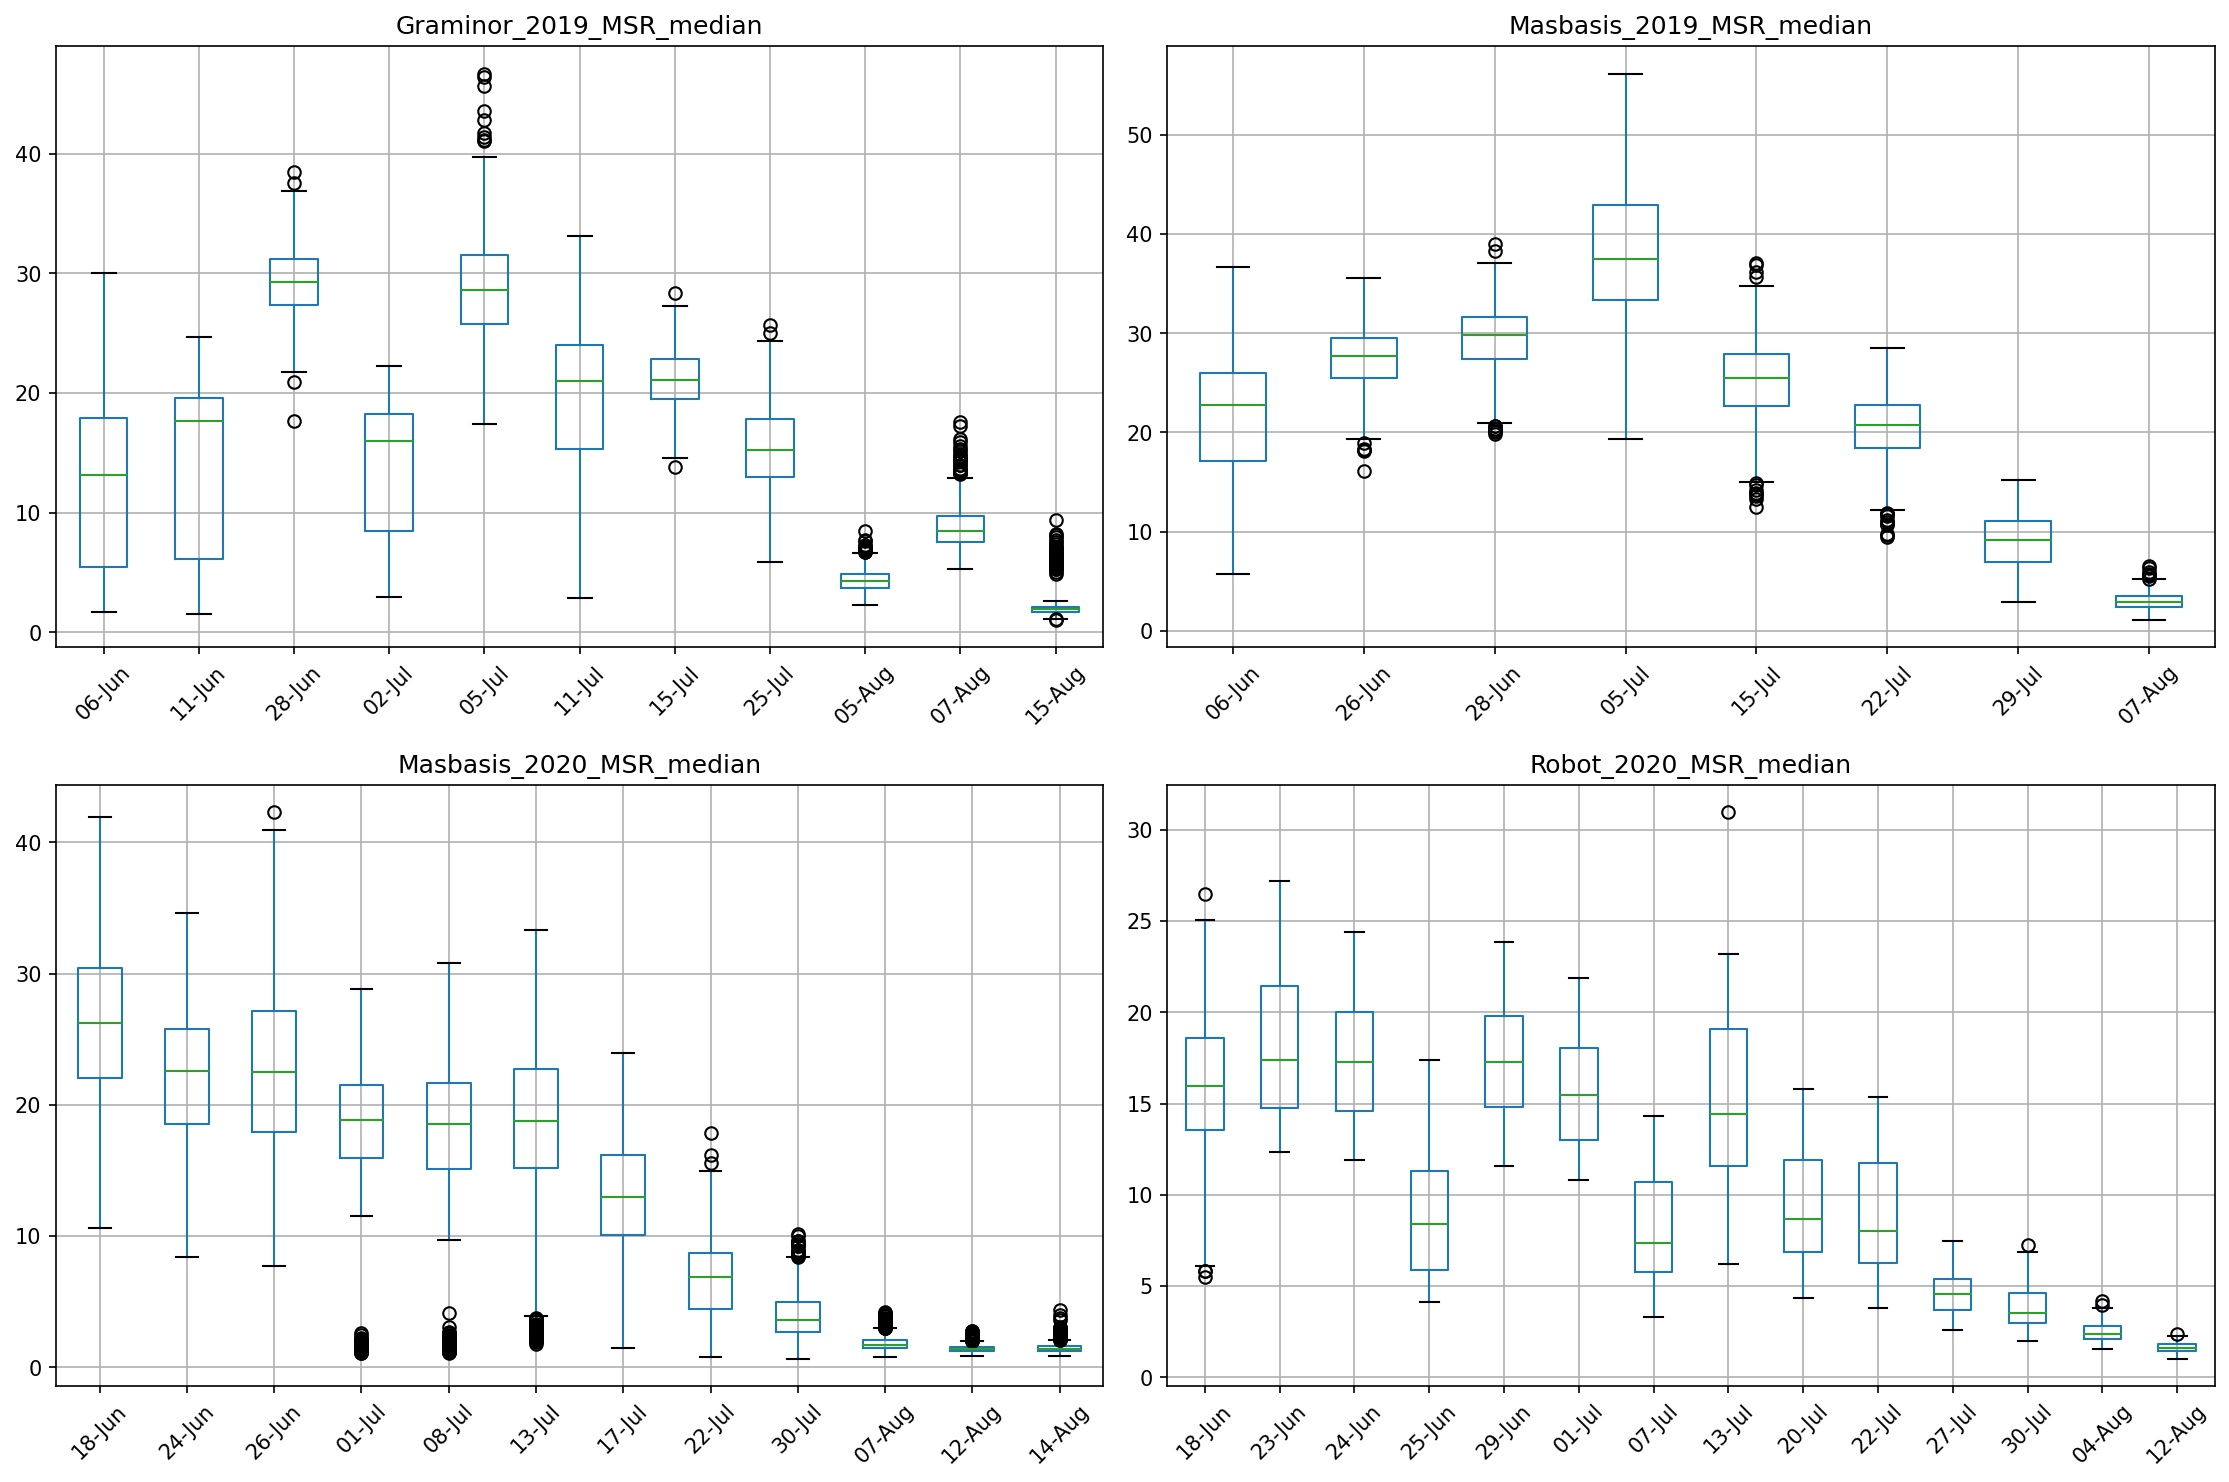 Graminor_2019_MSR_median
40
30
20
10
0
06-Jun 11-Jun 28-Jun 02-Jul 05-Jul 11-Jul 15-Jul 25-Jul 05-Aug 07-Aug 15-Aug
Masbasis_2019_MSR_median
50
40
30
20
10
0
06-Jun 26-Jun 28-Jun 05-Jul 15-Jul 22-Jul 29-Jul 07-Aug
Masbasis_2020_MSR_median
40
30
20
10
0
18-Jun 24-Jun 26-Jun 01-Jul 08-Jul 13-Jul 17-Jul 22-Jul 30-Jul 07-Aug 12-Aug 14-Aug
Robot_2020_MSR_median
30
25
20
15
10
5
0
18-Jun 23-Jun 24-Jun 25-Jun 29-Jun 01-Jul 07-Jul 13-Jul 20-Jul 22-Jul 27-Jul 30-Jul 04-Aug 12-Aug